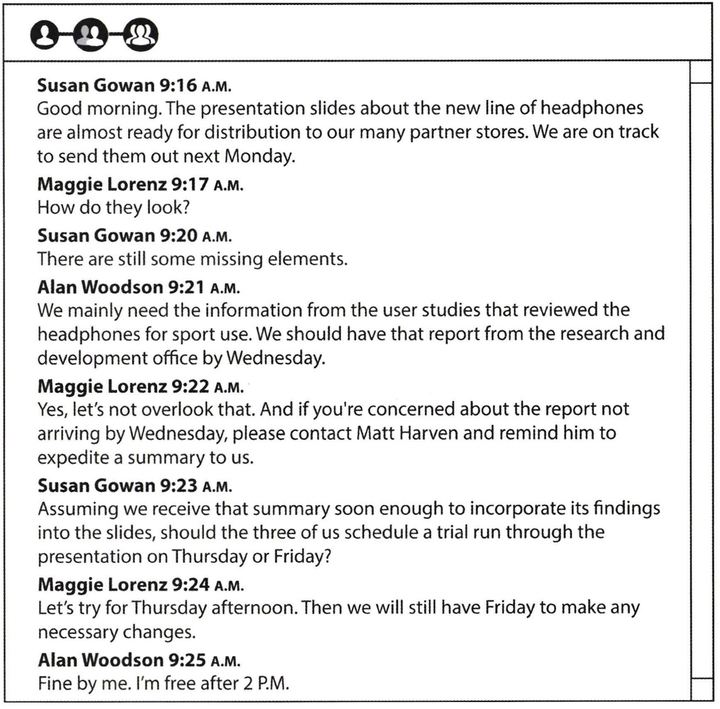 Susan Gowan 9:16 A.M.
Good morning. The presentation slides about the new line of headphones
are almost ready for distribution to our many partner stores. We are on track
to send them out next Monday.
Maggie Lorenz 9:17 A.M.
How do they look?
Susan Gowan 9:20 A.M.
There are still some missing elements.
Alan Woodson 9:21 A.M.
We mainly need the information from the user studies that reviewed the
headphones for sport use. We should have that report from the research and
development office by Wednesday.
Maggie Lorenz 9:22 A.M.
Yes, let’s not overlook that. And if you're concerned about the report not
arriving by Wednesday, please contact Matt Harven and remind him to
expedite a summary to us.
Susan Gowan 9:23 A.M.
Assuming we receive that summary soon enough to incorporate its findings
into the slides, should the three of us schedule a trial run through the
presentation on Thursday or Friday?
Maggie Lorenz 9:24 A.M.
Let’s try for Thursday afternoon. Then we will still have Friday to make any
necessary changes.
Alan Woodson 9:25 A.M.
Fine by me. I’m free after 2 P.M.